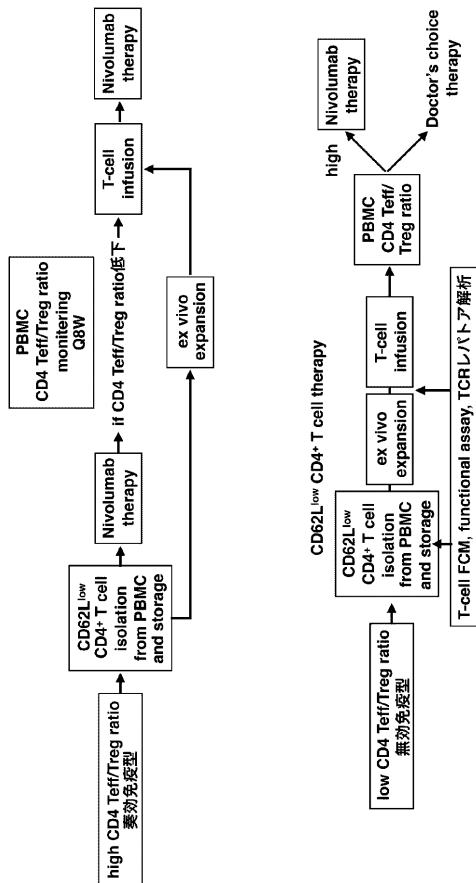 high CD4 Teff/Treg ratio
奏効免疫型
CD62Llow
CD4+ T cell
isolation
from PBMC
and storage
Nivolumab
therapy
PBMC
CD4 Teff/Treg ratio
monitering
Q8W
if CD4 Teff/Treg ratio低下
ex vivo
expansion
T-cell
infusion
Nivolumab
therapy
CD62Llow CD4+ T cell therapy
low CD4 Teff/Treg ratio
無効免疫型
CD62Llow
CD4+ T cell
isolation
from PBMC
and storage
ex vivo
expansion
T-cell
infusion
PBMC
CD4 Teff/
Treg ratio
high
Nivolumab
therapy
Doctor's choice
therapy
T-cell FCM, functional assay, TCRレパトア解析